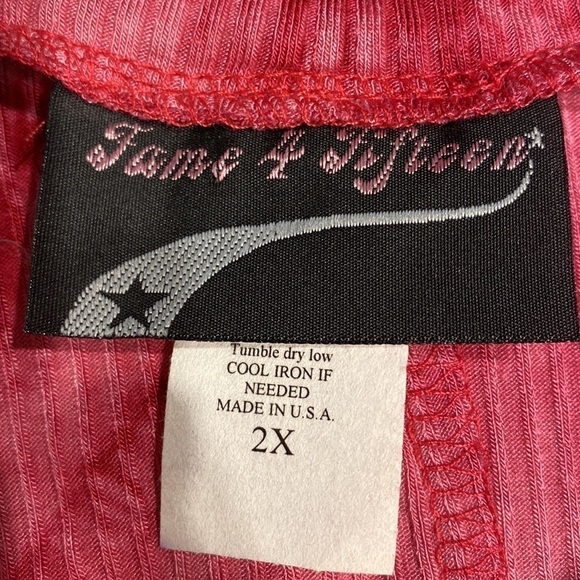 Fame 4 Fifteen
Tumble dry low
COOL IRON IF
NEEDED
MADE IN U.S.A.
2X